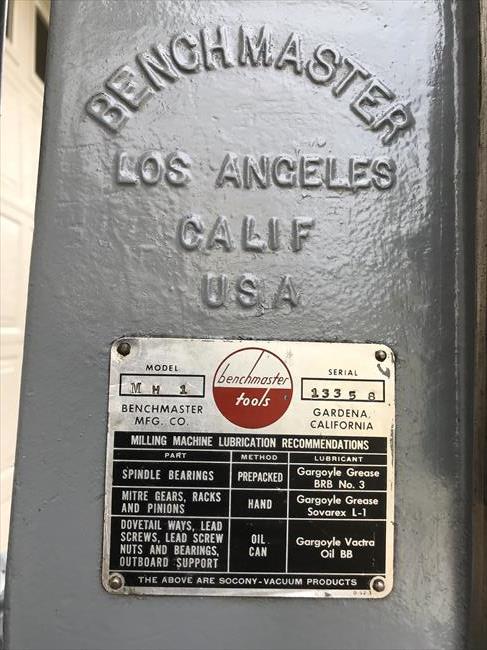 BENCHMASTER
LOS ANGELES
CALIF
USA
MODEL
MH 1
BENCHMASTER
MFG. CO.
benchmaster
tools
SERIAL
13358
GARDENA,
CALIFORNIA
MILLING MACHINE LUBRICATION RECOMMENDATIONS
PART METHOD LUBRICANT
SPINDLE BEARINGS PREPACKED Gargoyle Grease
BRB No. 3
MITRE GEARS, RACKS
AND PINIONS HAND Gargoyle Grease
Sovarex L-1
DOVETAIL WAYS, LEAD
SCREWS, LEAD SCREW
NUTS AND BEARINGS,
OUTBOARD SUPPORT
OIL
CAN
Gargoyle Vactra
Oil BB
THE ABOVE ARE SOCONY-VACUUM PRODUCTS